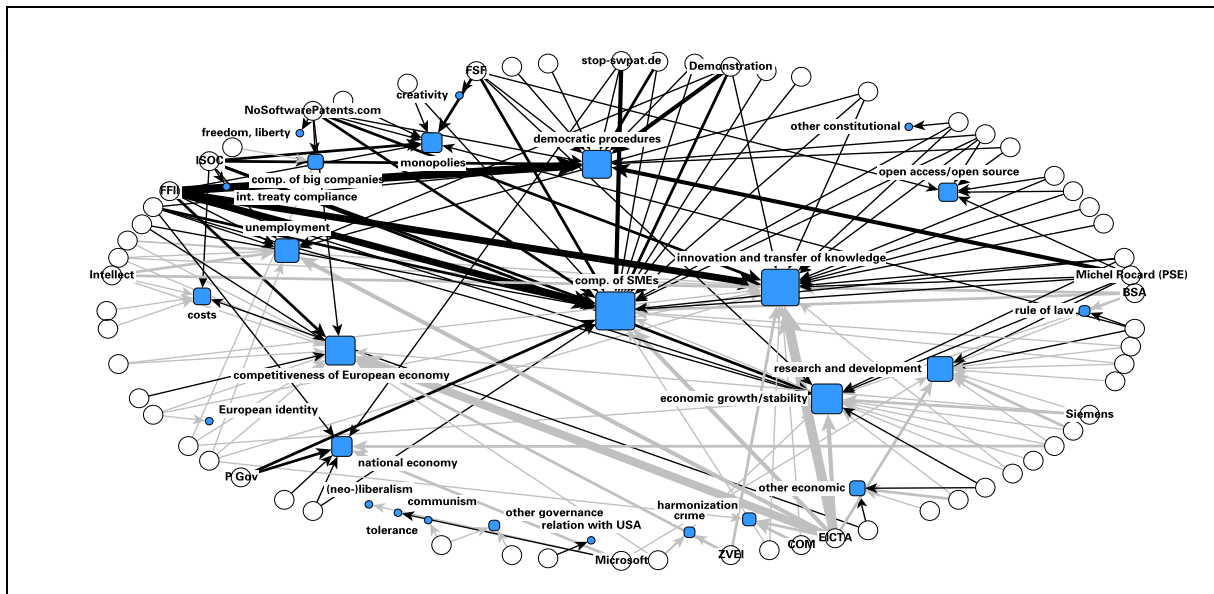 stop-swpat.de
Demonstration
FSF
creativity
NoSoftwarePatents.com
freedom, liberty
other constitutional
democratic procedures
ISOC
monopolies
comp. of big companies
open access/open source
FFII
int. treaty compliance
unemployment
innovation and transfer of knowledge
Intellect
comp. of SMEs
Michel Rocard (PSE)
BSA
costs
rule of law
research and development
competitiveness of European economy
economic growth/stability
European identity
Siemens
national economy
P Gov
(neo-)liberalism
other economic
communism
harmonization
other governance
crime
tolerance
relation with USA
EICTA
COM
ZVEI
Microsoft